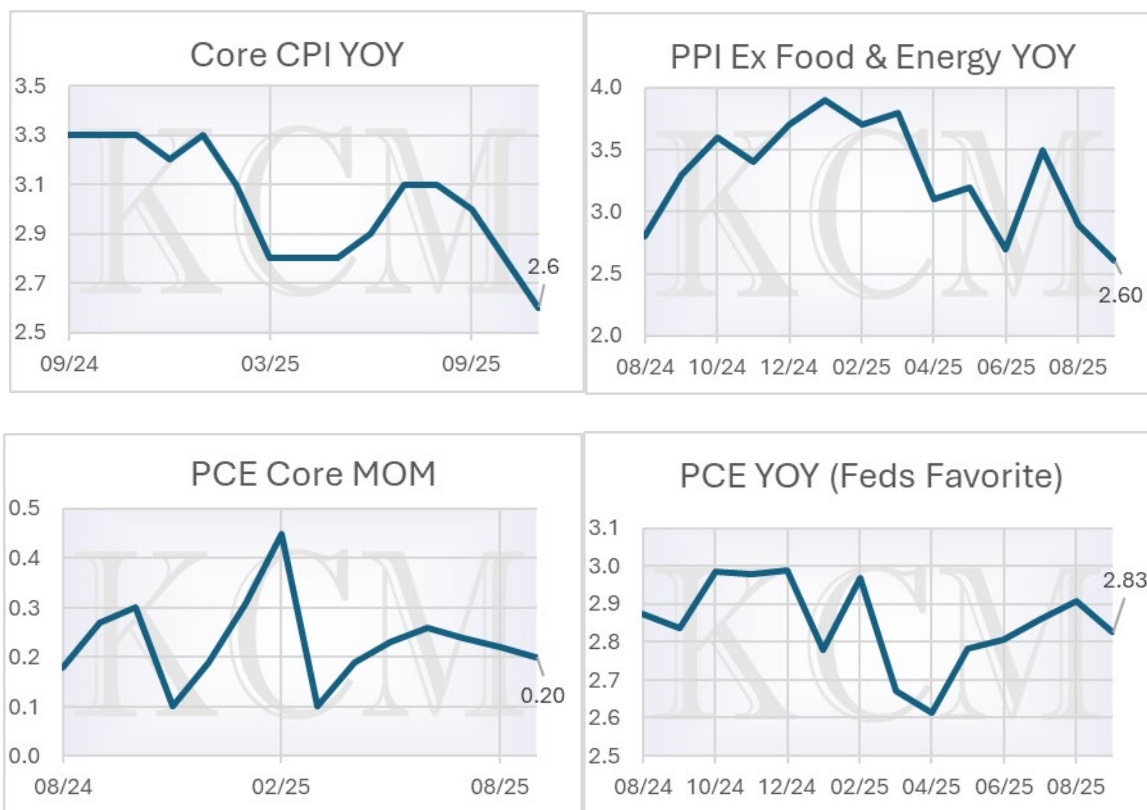 Core CPI YOY
3.5
3.3
3.1
2.9
2.7
2.5
2.6
09/24 03/25 09/25
KCM
PPI Ex Food & Energy YOY
4.0
3.5
3.0
2.5
2.0
2.60
08/24 10/24 12/24 02/25 04/25 06/25 08/25
KCM
PCE Core MOM
0.5
0.4
0.3
0.2
0.1
0.0
0.20
08/24 02/25 08/25
KCM
PCE YOY (Feds Favorite)
3.1
3.0
2.9
2.8
2.7
2.6
2.5
2.83
08/24 10/24 12/24 02/25 04/25 06/25 08/25
KCM